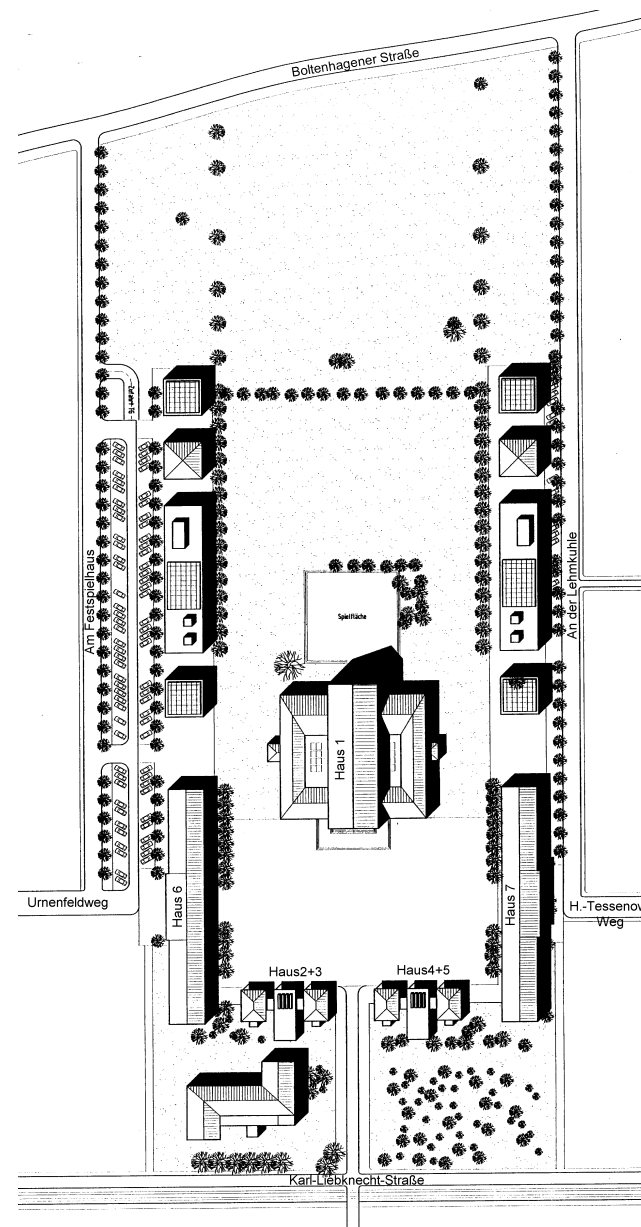 Boltenhagener Straße
Am Festspielhaus
An der Lehmkuhle
Spielfläche
Haus 1
Haus 6
Haus 7
Urnenfeldweg
H.-Tessenow
Weg
Haus2+3
Haus4+5
Karl-Liebknecht-Straße